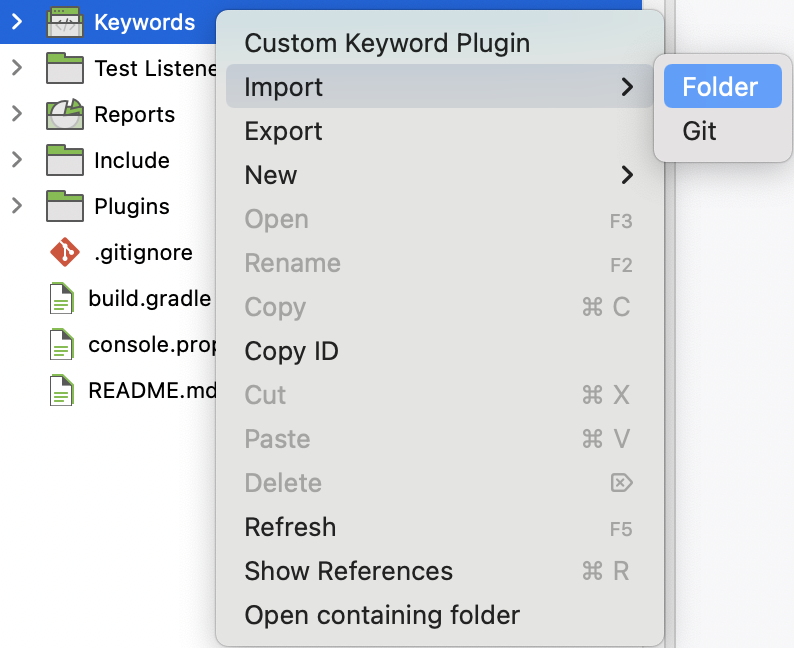 Keywords
Test Listene
Reports
Include
Plugins
.gitignore
build.gradle
console.prop
README.md
Custom Keyword Plugin
Import
Export
New
Open F3
Rename F2
Copy ⌘ C
Copy ID
Cut ⌘ X
Paste ⌘ V
Delete ⌦
Refresh F5
Show References ⌘ R
Open containing folder
Folder
Git